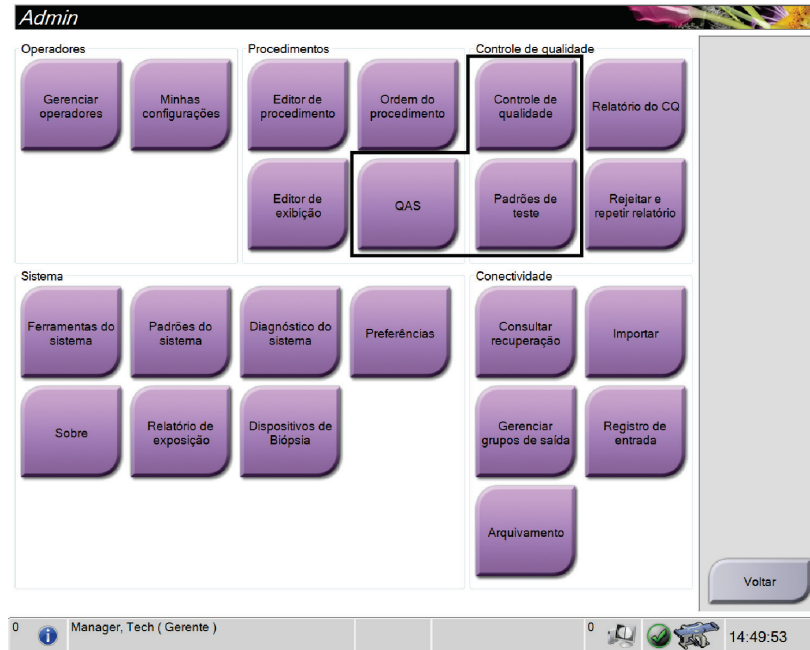 Admin
Operadores
Gerenciar
operadores
Minhas
configurações
Procedimentos
Editor de
procedimento
Ordem do
procedimento
Editor de
exibição
QAS
Controle de qualidade
Controle de
qualidade
Relatório do CQ
Padrões de
teste
Rejeitar e
repetir relatório
Sistema
Ferramentas do
sistema
Padrões do
sistema
Diagnóstico do
sistema
Preferências
Sobre
Relatório de
exposição
Dispositivos de
Biópsia
Conectividade
Consultar
recuperação
Importar
Gerenciar
grupos de saída
Registro de
entrada
Arquivamento
Voltar
0
Manager, Tech ( Gerente )
0
14:49:53